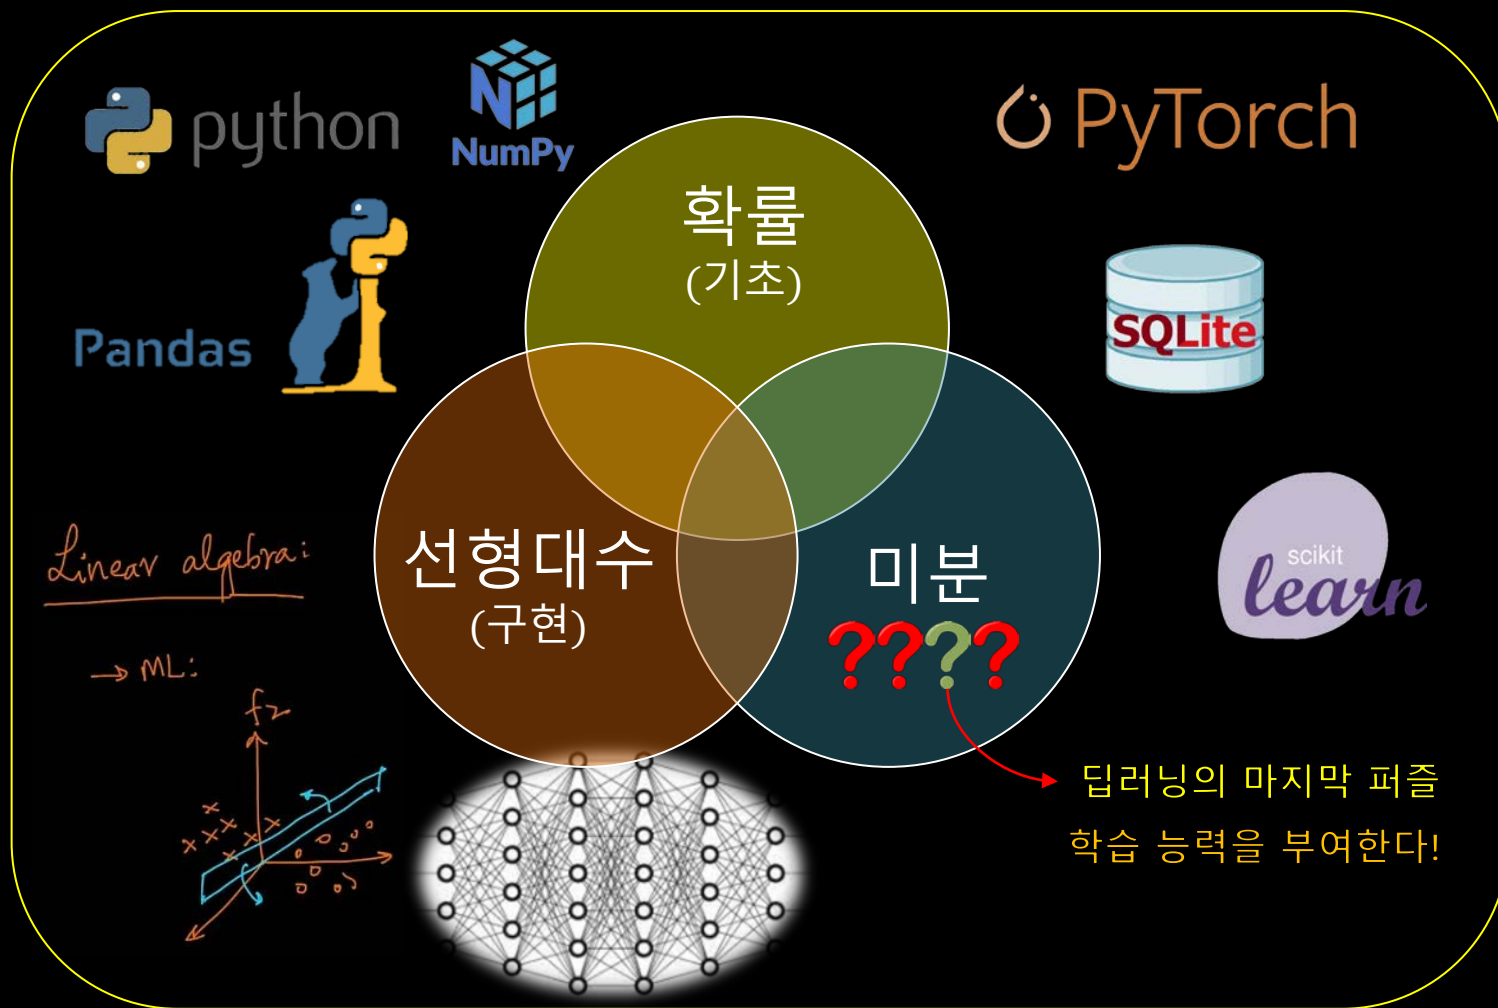 python
NumPy
PyTorch
Pandas
SQLite
확률
(기초)
선형대수
(구현)
미분
????
scikit
learn
Linear algebra:
→ ML:
f2
딥러닝의 마지막 퍼즐
학습 능력을 부여한다!